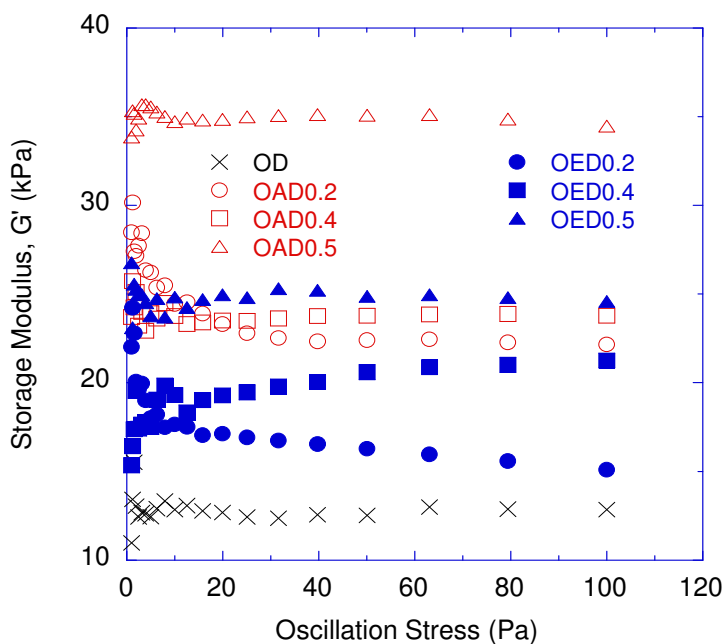 40
30
20
10
Storage Modulus, G' (kPa)
OD
OAD0.2
OAD0.4
OAD0.5
OED0.2
OED0.4
OED0.5
0 20 40 60 80 100 120
Oscillation Stress (Pa)